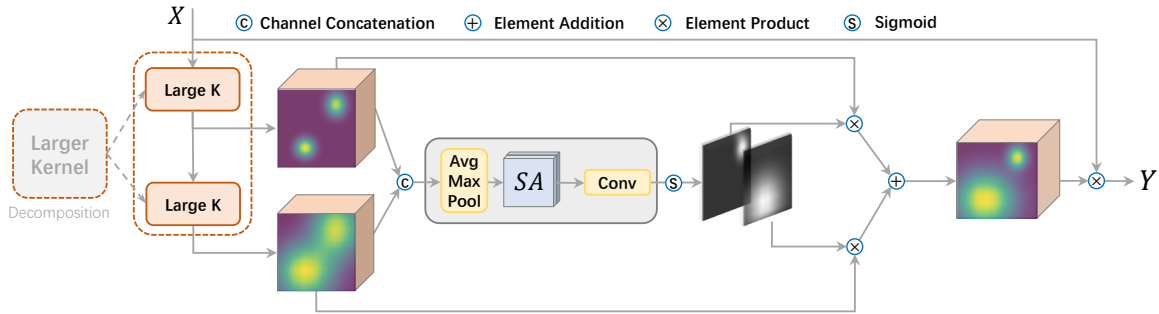 X
C Channel Concatenation
+ Element Addition
× Element Product
S Sigmoid
Large K
Larger
Kernel
Decomposition
Large K
C
Avg
Max
Pool
SA
Conv
S
×
×
+
×
Y